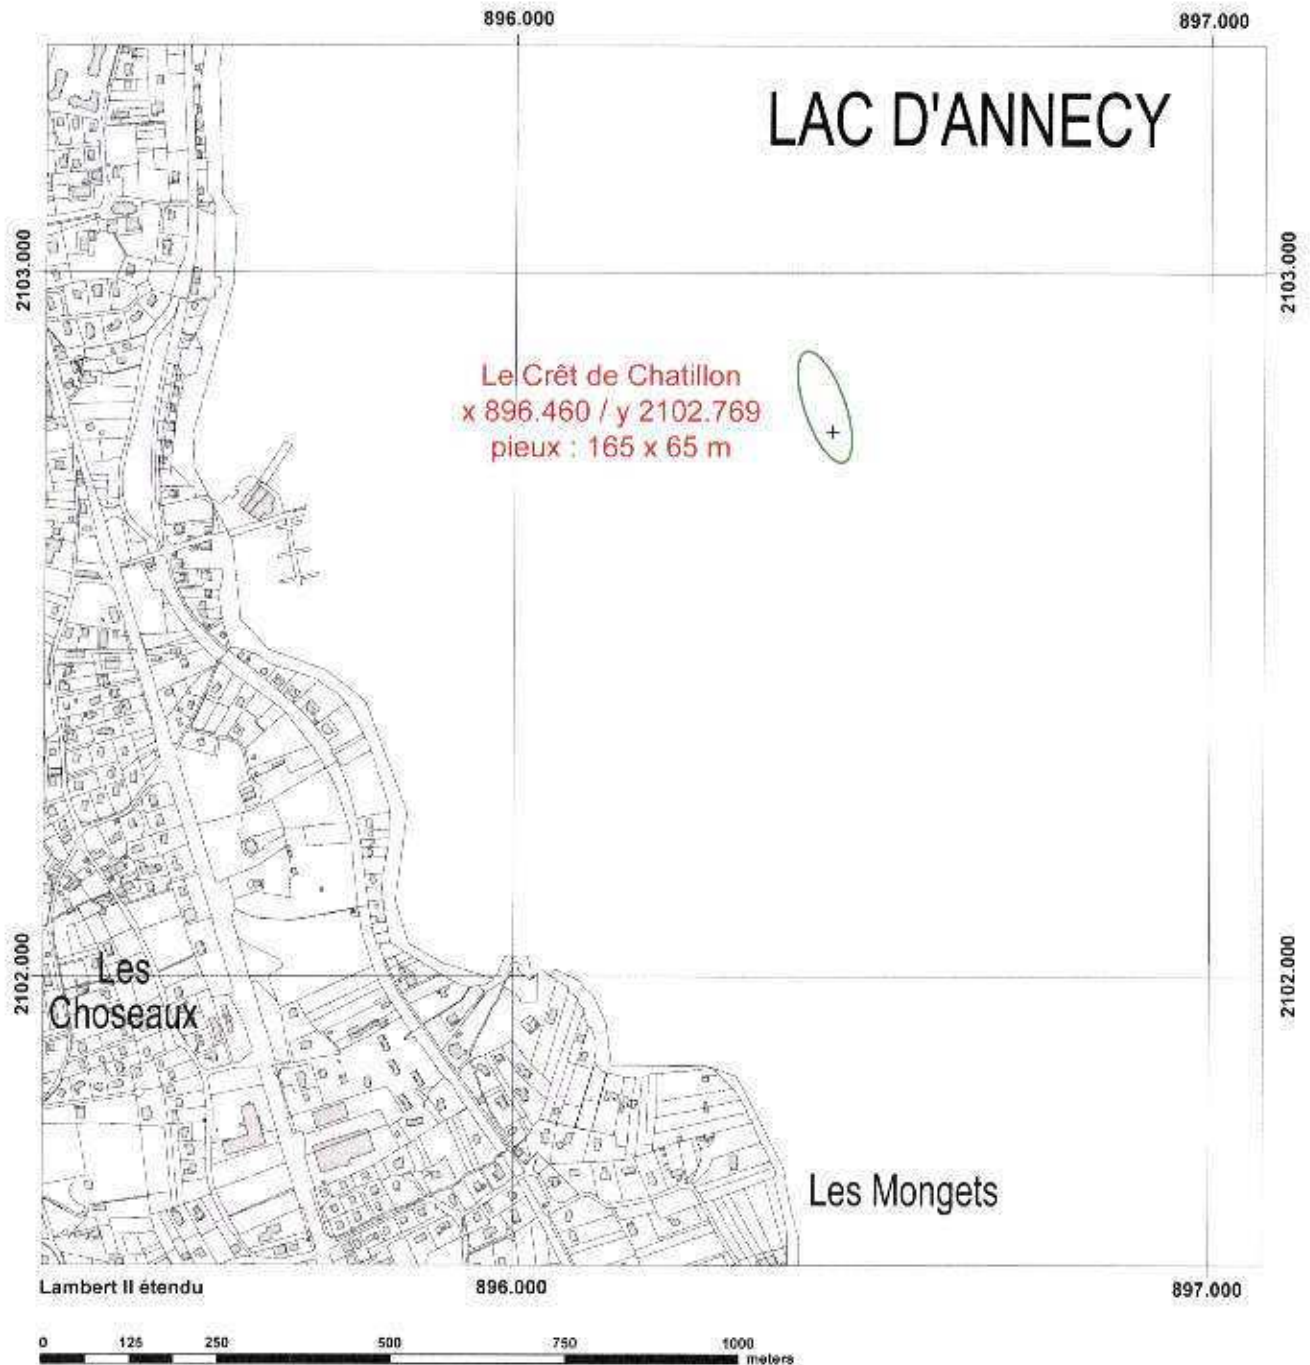 896.000
897.000
LAC D'ANNECY
2103.000
2103.000
Le Crêt de Chatillon
x 896.460 / y 2102.769
pieux : 165 x 65 m
2102.000
2102.000
Les
Choseaux
Les Mongets
Lambert II étendu
896.000
897.000
0 125 250 500 750 1000
meters